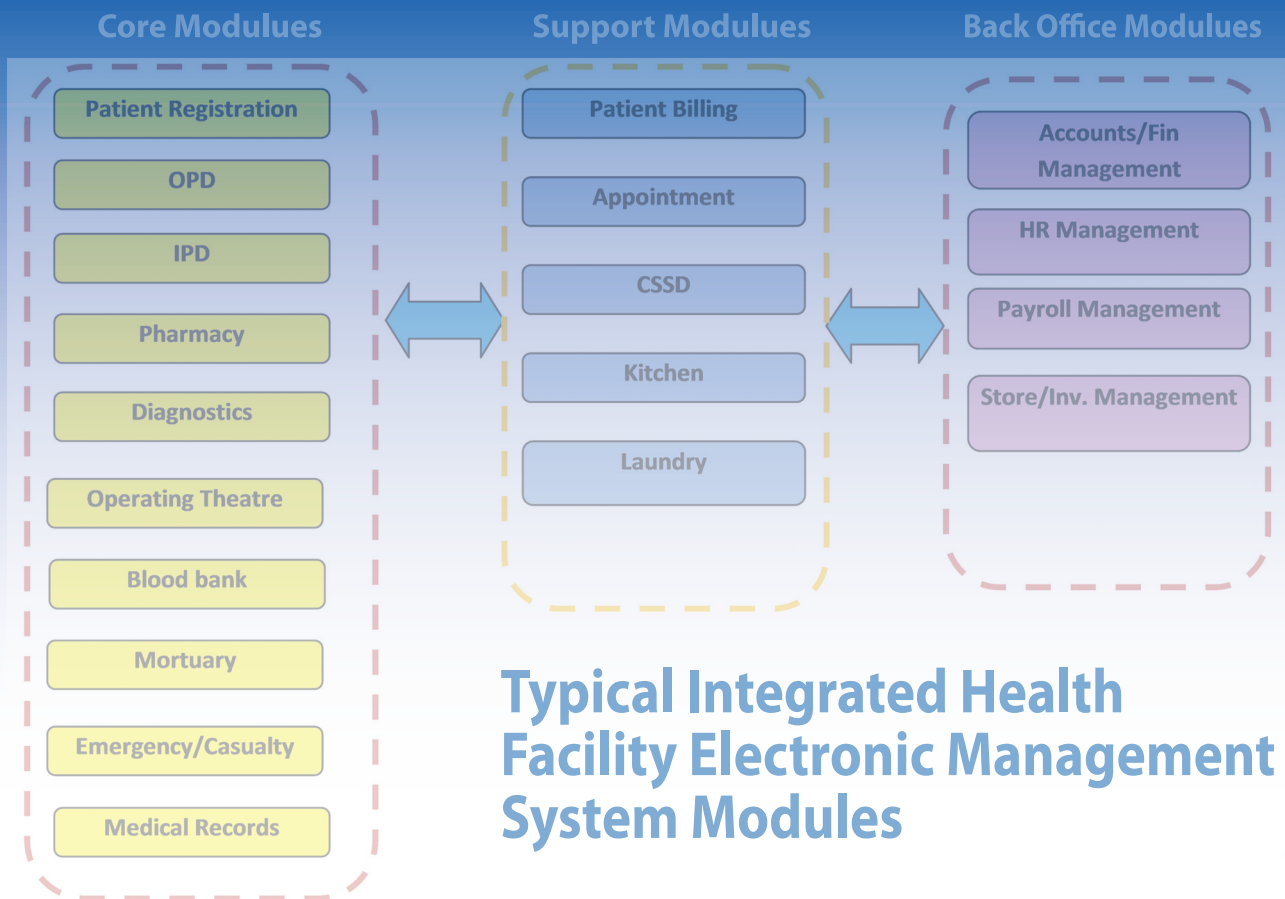 Core Modulues
Patient Registration
OPD
IPD
Pharmacy
Diagnostics
Operating Theatre
Blood bank
Mortuary
Emergency/Casualty
Medical Records
Support Modulues
Patient Billing
Appointment
CSSD
Kitchen
Laundry
Back Office Modulues
Accounts/Fin
Management
HR Management
Payroll Management
Store/Inv. Management
Typical Integrated Health
Facility Electronic Management
System Modules